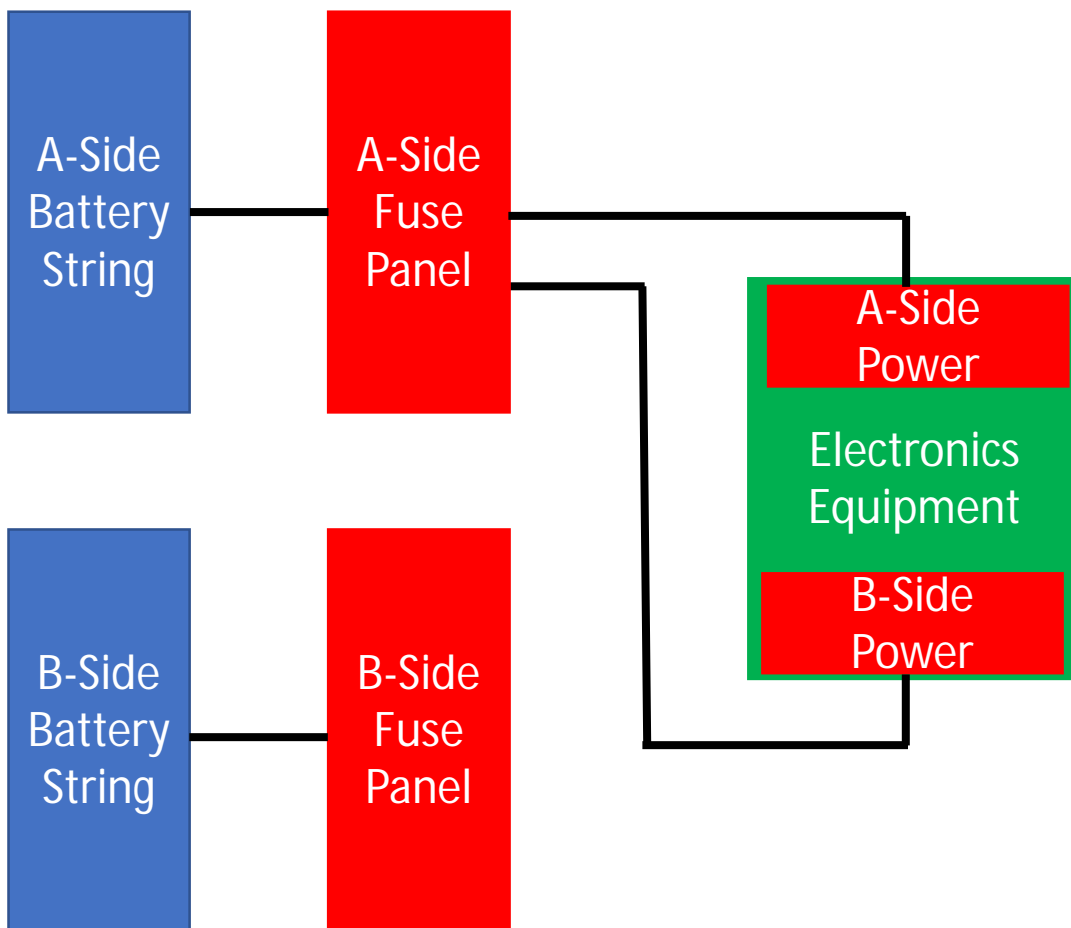 A-Side
Battery
String
A-Side
Fuse
Panel
A-Side
Power
Electronics
Equipment
B-Side
Power
B-Side
Battery
String
B-Side
Fuse
Panel